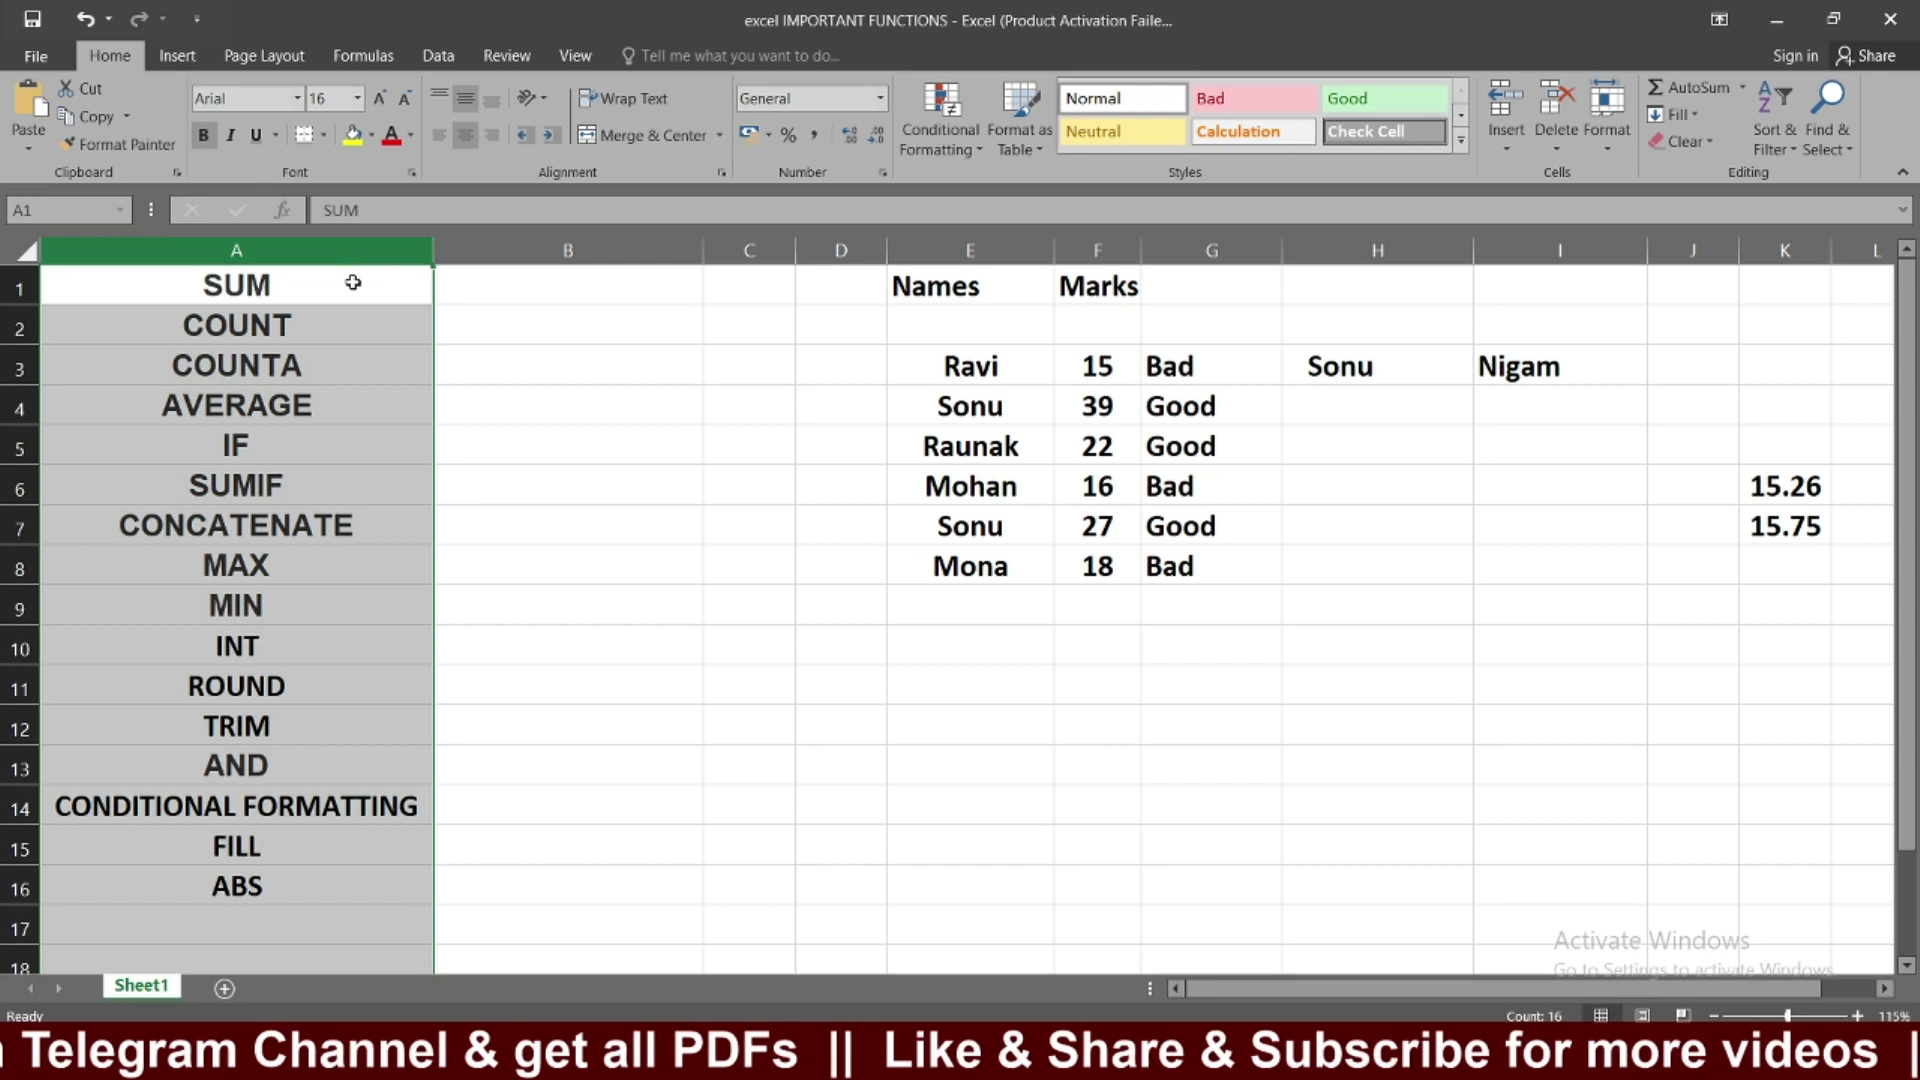 excel IMPORTANT FUNCTIONS - Excel (Product Activation Faile...
File Home Insert Page Layout Formulas Data Review View Tell me what you want to do... Sign in Share
Paste Cut Copy Format Painter Clipboard
Arial 16 A A B I U A Font
Wrap Text Merge & Center Alignment
General % , Number
Conditional Formatting Format as Table
Normal Bad Good
Neutral Calculation Check Cell
Styles
Insert Delete Format Cells
AutoSum Fill Clear Sort & Filter Find & Select Editing
A1 fx SUM
A B C D E F G H I J K L
1 SUM Names Marks
2 COUNT
3 COUNTA Ravi 15 Bad Sonu Nigam
4 AVERAGE Sonu 39 Good
5 IF Raunak 22 Good
6 SUMIF Mohan 16 Bad 15.26
7 CONCATENATE Sonu 27 Good 15.75
8 MAX Mona 18 Bad
9 MIN
10 INT
11 ROUND
12 TRIM
13 AND
14 CONDITIONAL FORMATTING
15 FILL
16 ABS
17
18
Activate Windows
Go to Settings to activate Windows.
Sheet1
Ready Count: 16 115%
Telegram Channel & get all PDFs || Like & Share & Subscribe for more videos |